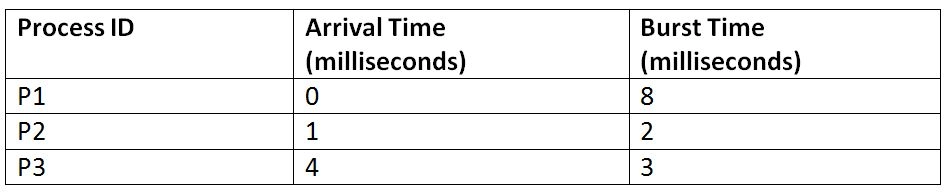 Process ID Arrival Time Burst Time
(milliseconds) (milliseconds)
P1 0 8
P2 1 2
P3 4 3